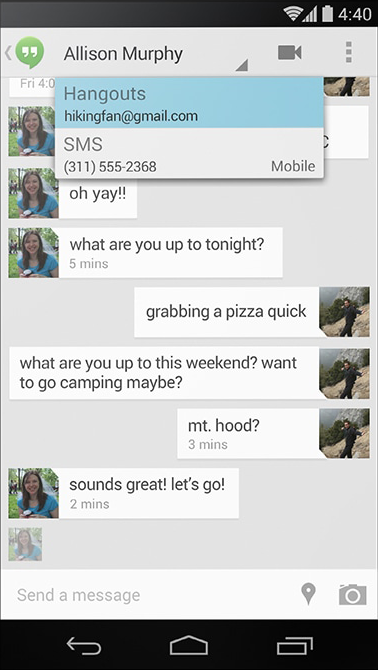 4:40
Allison Murphy
Fri 4:0
Hangouts
hikingfan@gmail.com
SMS
(311) 555-2368 Mobile
oh yay!!
what are you up to tonight?
5 mins
grabbing a pizza quick
what are you up to this weekend? want
to go camping maybe?
mt. hood?
3 mins
sounds great! let's go!
2 mins
Send a message